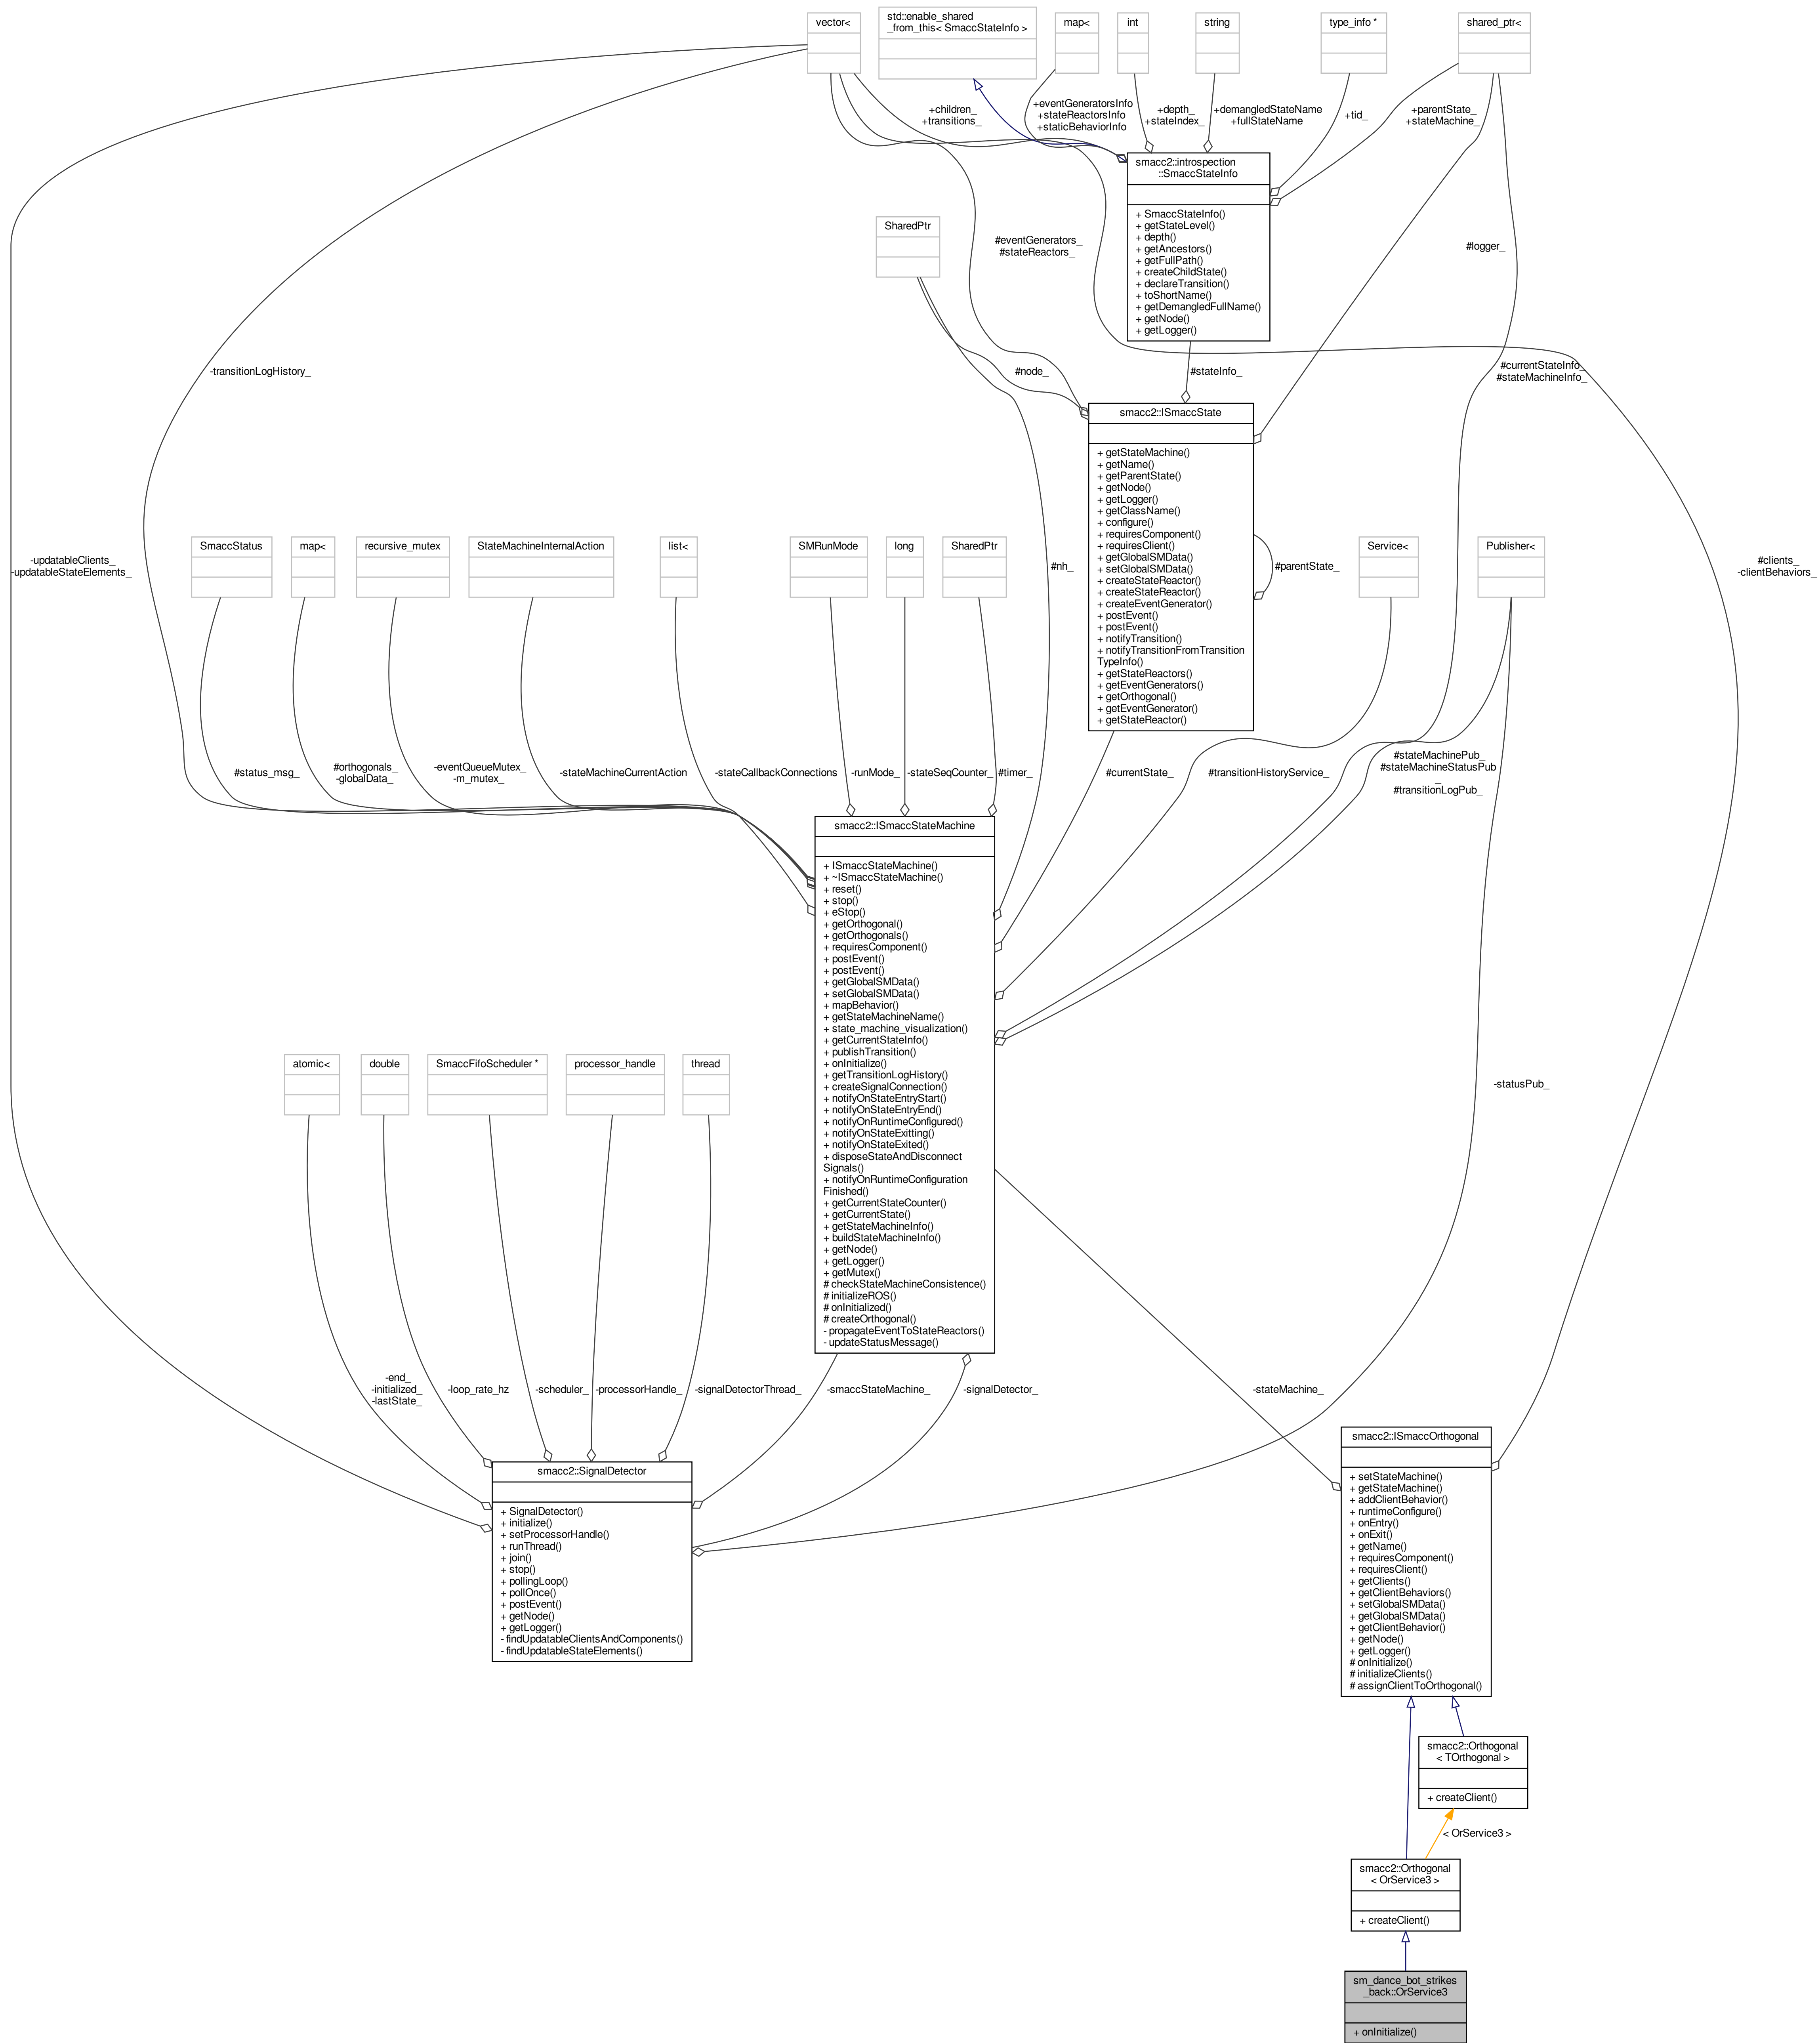 vector<
std::enable_shared
_from_this< SmaccStateInfo >
map<
int
string
type_info *
shared_ptr<
+children_
+transitions_
+eventGeneratorsInfo
+stateReactorsInfo
+staticBehaviorInfo
+depth_
+stateIndex_
+demangledStateName
+fullStateName
+tid_
+parentState_
+stateMachine_
smacc2::introspection
::SmaccStateInfo
+ SmaccStateInfo()
+ getStateLevel()
+ depth()
+ getAncestors()
+ getFullPath()
+ createChildState()
+ declareTransition()
+ toShortName()
+ getDemangledFullName()
+ getNode()
+ getLogger()
SharedPtr
#eventGenerators_
#stateReactors_
#logger_
-transitionLogHistory_
#node_
#stateInfo_
#currentStateInfo_
#stateMachineInfo_
smacc2::ISmaccState
+ getStateMachine()
+ getName()
+ getParentState()
+ getNode()
+ getLogger()
+ getClassName()
+ configure()
+ requiresComponent()
+ requiresClient()
+ getGlobalSMData()
+ setGlobalSMData()
+ createStateReactor()
+ createStateReactor()
+ createEventGenerator()
+ postEvent()
+ postEvent()
+ notifyTransition()
+ notifyTransitionFromTransition
TypeInfo()
+ getStateReactors()
+ getEventGenerators()
+ getOrthogonal()
+ getEventGenerator()
+ getStateReactor()
-updatableClients_
-updatableStateElements_
SmaccStatus
map<
recursive_mutex
StateMachineInternalAction
list<
SMRunMode
long
SharedPtr
#nh_
#parentState_
Service<
Publisher<
#clients_
-clientBehaviors_
#status_msg_
#orthogonals_
-globalData_
-eventQueueMutex_
-m_mutex_
-stateMachineCurrentAction
-stateCallbackConnections
-runMode_
-stateSeqCounter_
#timer_
#currentState_
#transitionHistoryService_
#stateMachinePub_
#stateMachineStatusPub
_
#transitionLogPub_
smacc2::ISmaccStateMachine
+ ISmaccStateMachine()
+ ~ISmaccStateMachine()
+ reset()
+ stop()
+ eStop()
+ getOrthogonal()
+ getOrthogonals()
+ requiresComponent()
+ postEvent()
+ postEvent()
+ getGlobalSMData()
+ setGlobalSMData()
+ mapBehavior()
+ getStateMachineName()
+ state_machine_visualization()
+ getCurrentStateInfo()
+ publishTransition()
+ onInitialize()
+ getTransitionLogHistory()
+ createSignalConnection()
+ notifyOnStateEntryStart()
+ notifyOnStateEntryEnd()
+ notifyOnRuntimeConfigured()
+ notifyOnStateExitting()
+ notifyOnStateExited()
+ disposeStateAndDisconnect
Signals()
+ notifyOnRuntimeConfiguration
Finished()
+ getCurrentStateCounter()
+ getCurrentState()
+ getStateMachineInfo()
+ buildStateMachineInfo()
+ getNode()
+ getLogger()
+ getMutex()
# checkStateMachineConsistence()
# initializeROS()
# onInitialized()
# createOrthogonal()
- propagateEventToStateReactors()
- updateStatusMessage()
atomic<
double
SmaccFifoScheduler *
processor_handle
thread
-statusPub_
-end_
-initialized_
-lastState_
-loop_rate_hz
-scheduler_
-processorHandle_
-signalDetectorThread_
-smaccStateMachine_
-signalDetector_
-stateMachine_
smacc2::SignalDetector
+ SignalDetector()
+ initialize()
+ setProcessorHandle()
+ runThread()
+ join()
+ stop()
+ pollingLoop()
+ pollOnce()
+ postEvent()
+ getNode()
+ getLogger()
- findUpdatableClientsAndComponents()
- findUpdatableStateElements()
smacc2::ISmaccOrthogonal
+ setStateMachine()
+ getStateMachine()
+ addClientBehavior()
+ runtimeConfigure()
+ onEntry()
+ onExit()
+ getName()
+ requiresComponent()
+ requiresClient()
+ getClients()
+ getClientBehaviors()
+ setGlobalSMData()
+ getGlobalSMData()
+ getClientBehavior()
+ getNode()
+ getLogger()
# onInitialize()
# initializeClients()
# assignClientToOrthogonal()
smacc2::Orthogonal
< TOrthogonal >
+ createClient()
< OrService3 >
smacc2::Orthogonal
< OrService3 >
+ createClient()
sm_dance_bot_strikes
_back::OrService3
+ onInitialize()